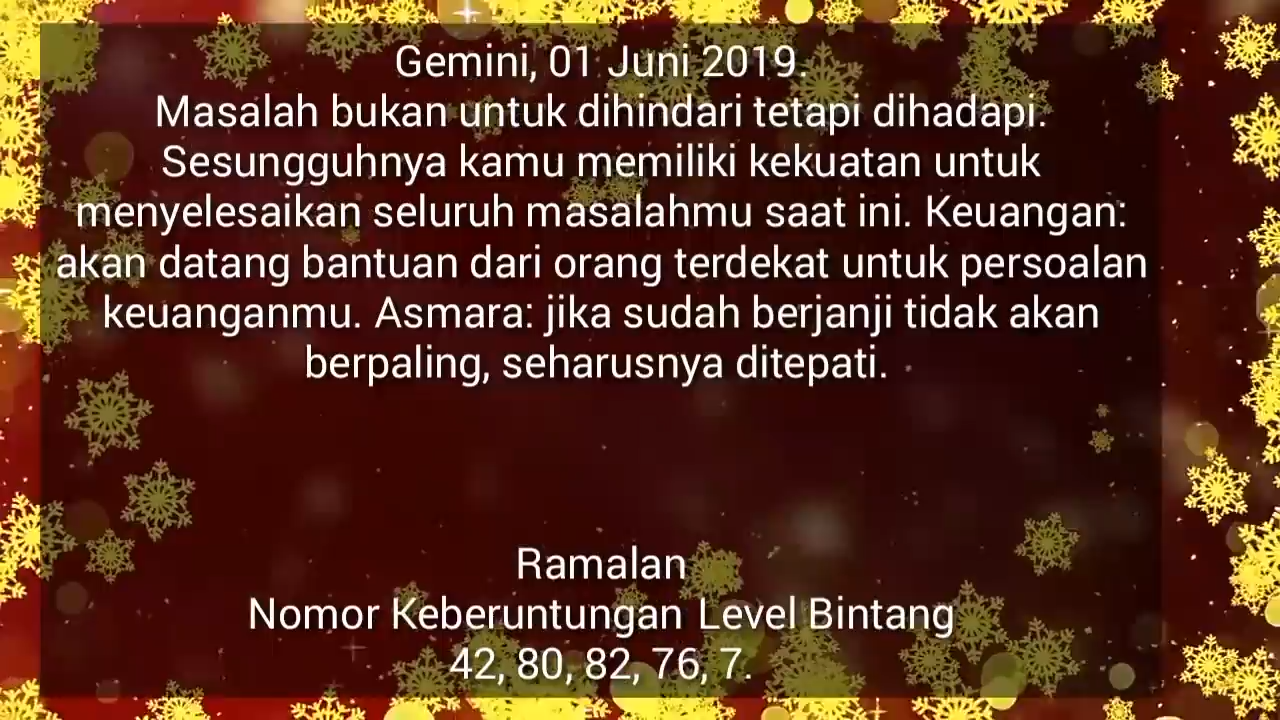 Gemini, 01 Juni 2019.
Masalah bukan untuk dihindari tetapi dihadapi.
Sesungguhnya kamu memiliki kekuatan untuk
menyelesaikan seluruh masalahmu saat ini. Keuangan:
akan datang bantuan dari orang terdekat untuk persoalan
keuanganmu. Asmara: jika sudah berjanji tidak akan
berpaling, seharusnya ditepati.
Ramalan
Nomor Keberuntungan Level Bintang
42, 80, 82, 76, 7.